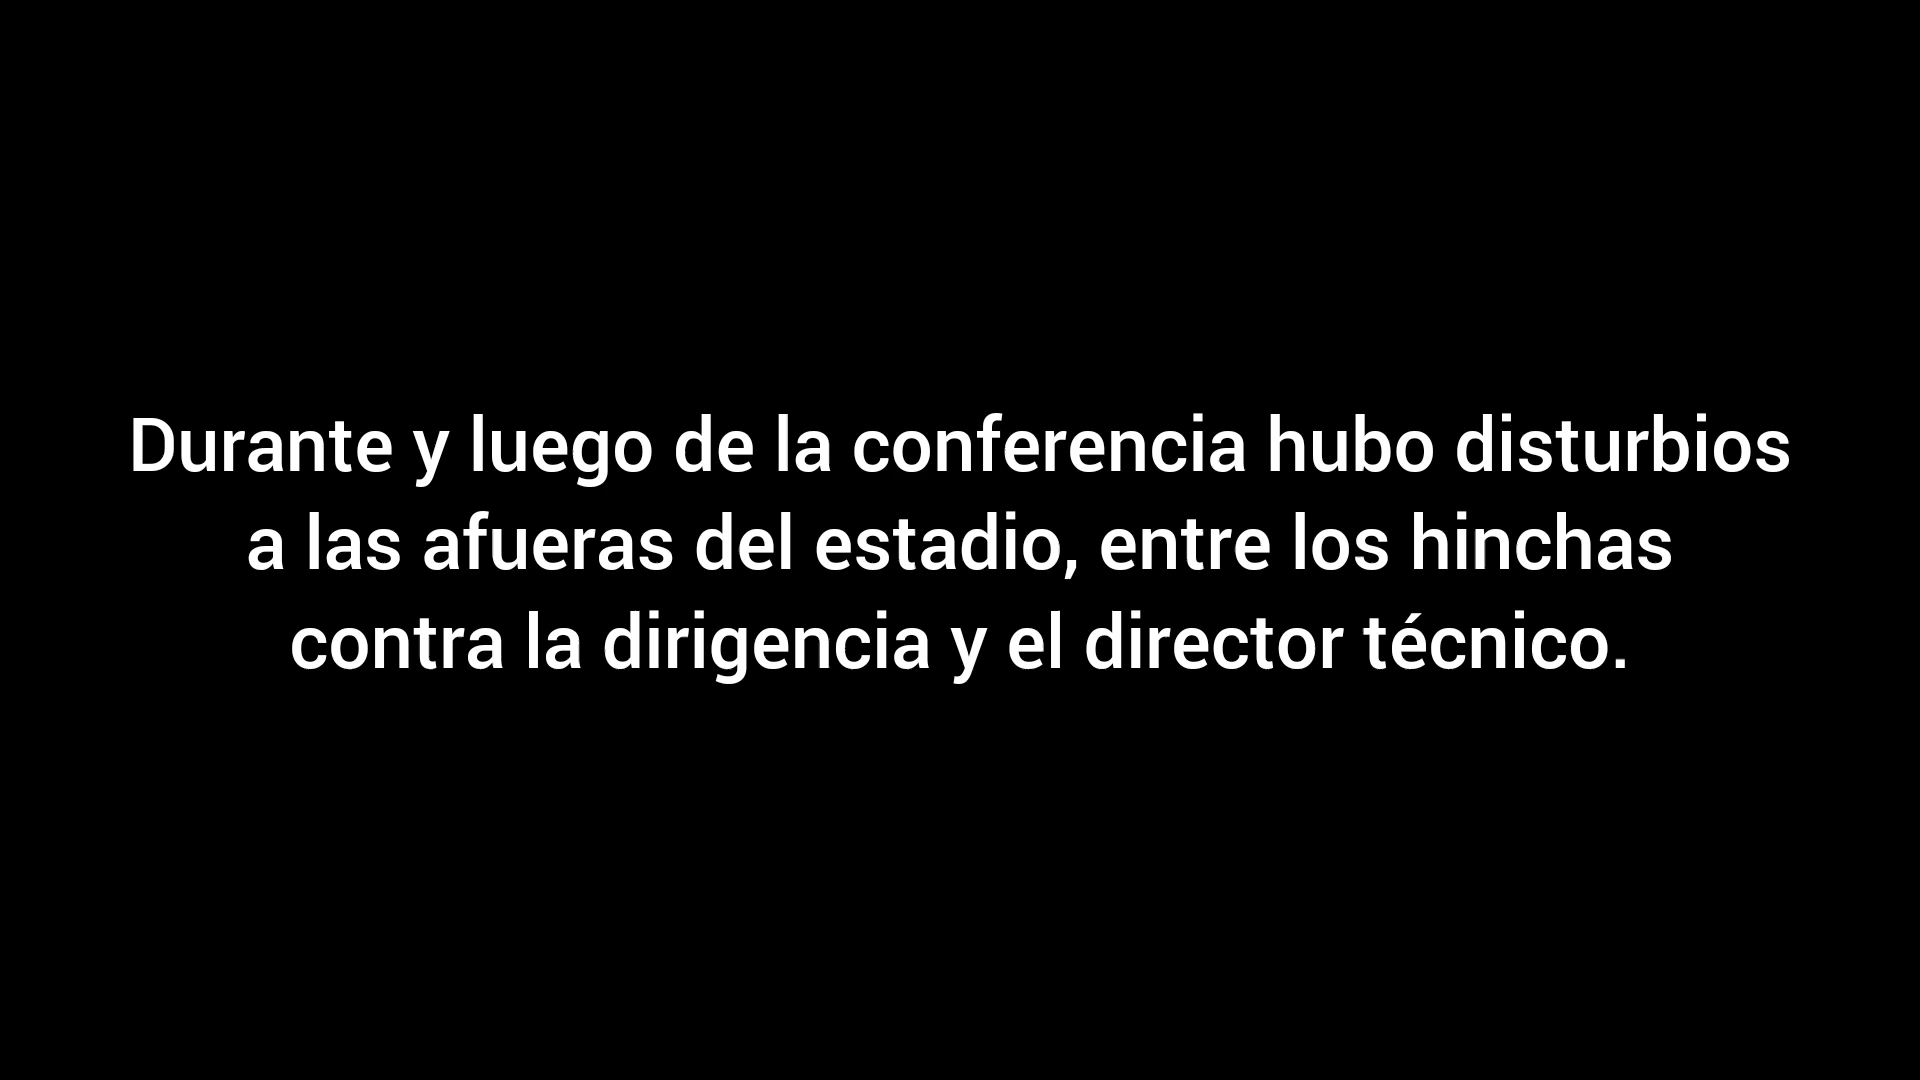 Durante y luego de la conferencia hubo disturbios
a las afueras del estadio, entre los hinchas
contra la dirigencia y el director técnico.